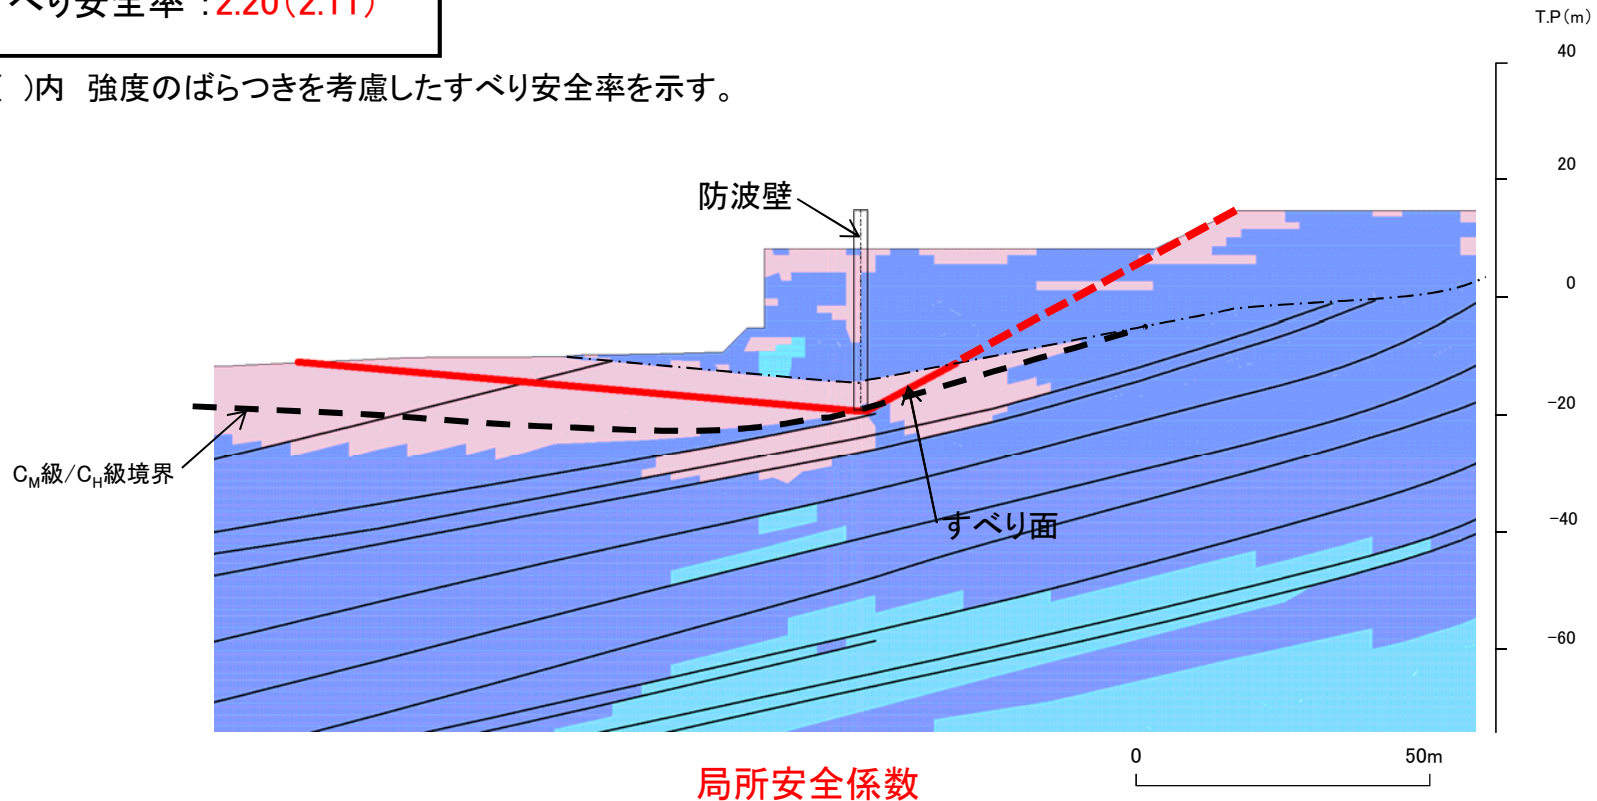 べり安全率：2.20(2.11)
)内 強度のばらつきを考慮したすべり安全率を示す。
T.P(m)
40
20
0
-20
-40
-60
防波壁
CM級/CH級境界
すべり面
0 50m
局所安全係数